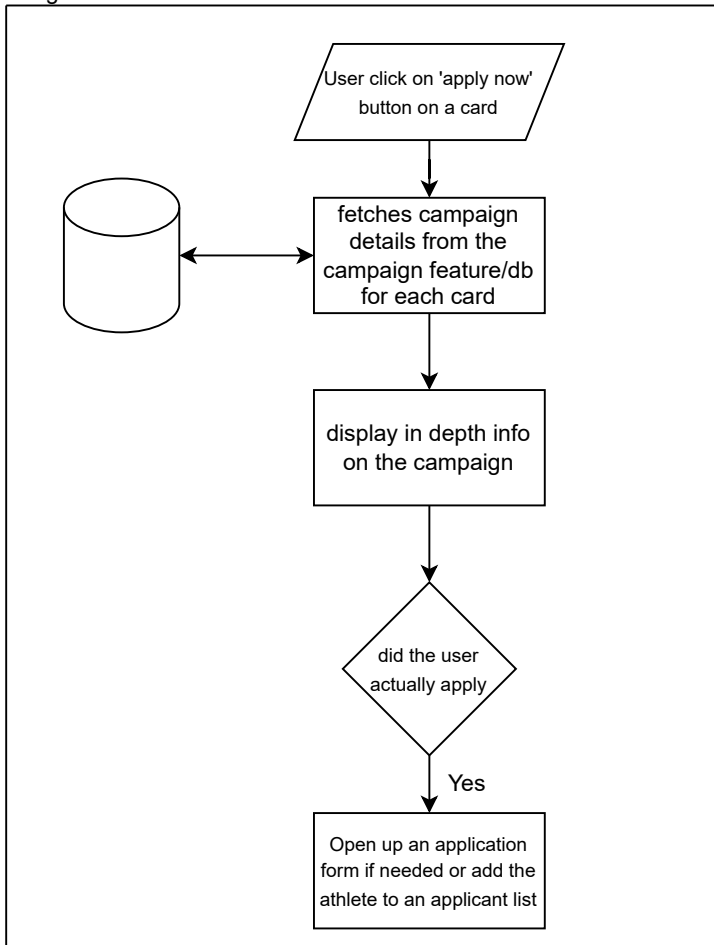 User click on 'apply now'
button on a card
fetches campaign
details from the
campaign feature/db
for each card
display in depth info
on the campaign
did the user
actually apply
Yes
Open up an application
form if needed or add the
athlete to an applicant list